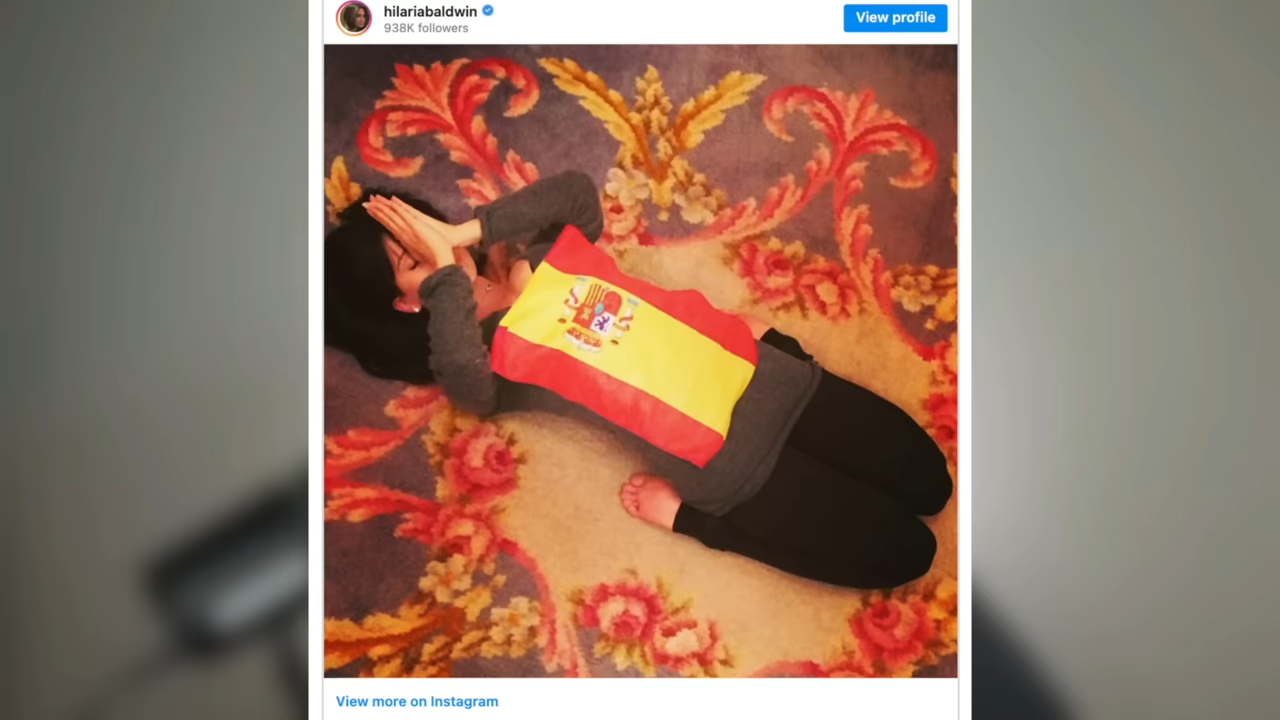 hilariabaldwin
938K followers
View profile
View more on Instagram